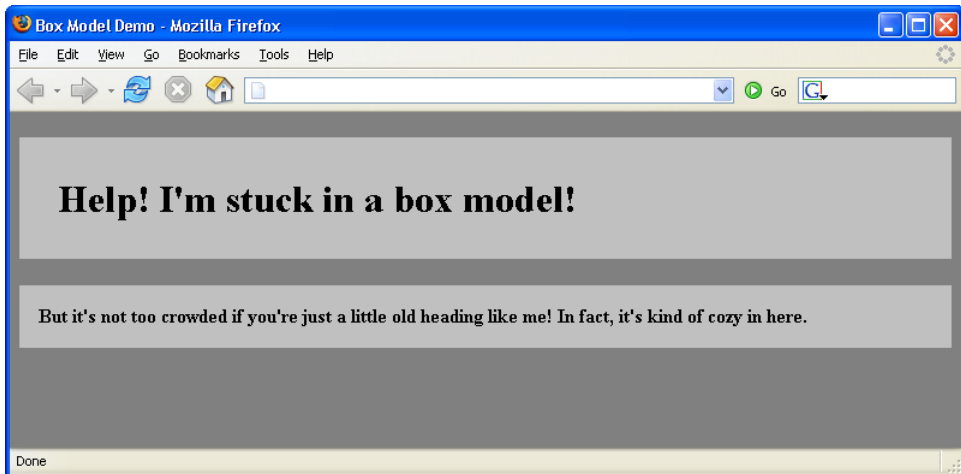 Box Model Demo - Mozilla Firefox
File Edit View Go Bookmarks Tools Help
Go G
Help! I'm stuck in a box model!
But it's not too crowded if you're just a little old heading like me! In fact, it's kind of cozy in here.
Done